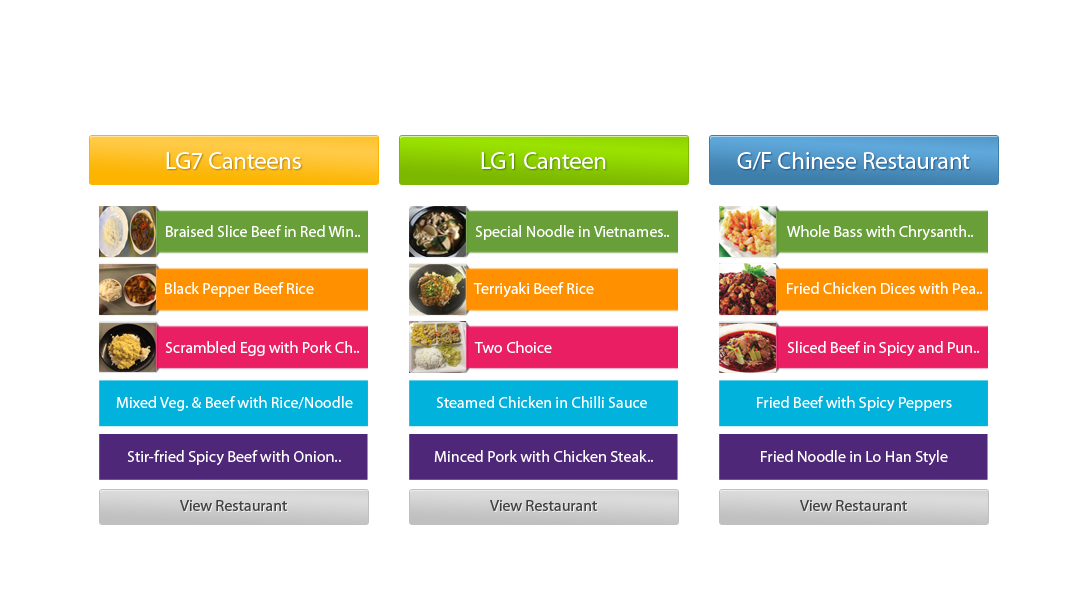 LG7 Canteens
Braised Slice Beef in Red Win..
Black Pepper Beef Rice
Scrambled Egg with Pork Ch..
Mixed Veg. & Beef with Rice/Noodle
Stir-fried Spicy Beef with Onion..
View Restaurant
LG1 Canteen
Special Noodle in Vietnames..
Terriyaki Beef Rice
Two Choice
Steamed Chicken in Chilli Sauce
Minced Pork with Chicken Steak..
View Restaurant
G/F Chinese Restaurant
Whole Bass with Chrysanth..
Fried Chicken Dices with Pea..
Sliced Beef in Spicy and Pun..
Fried Beef with Spicy Peppers
Fried Noodle in Lo Han Style
View Restaurant